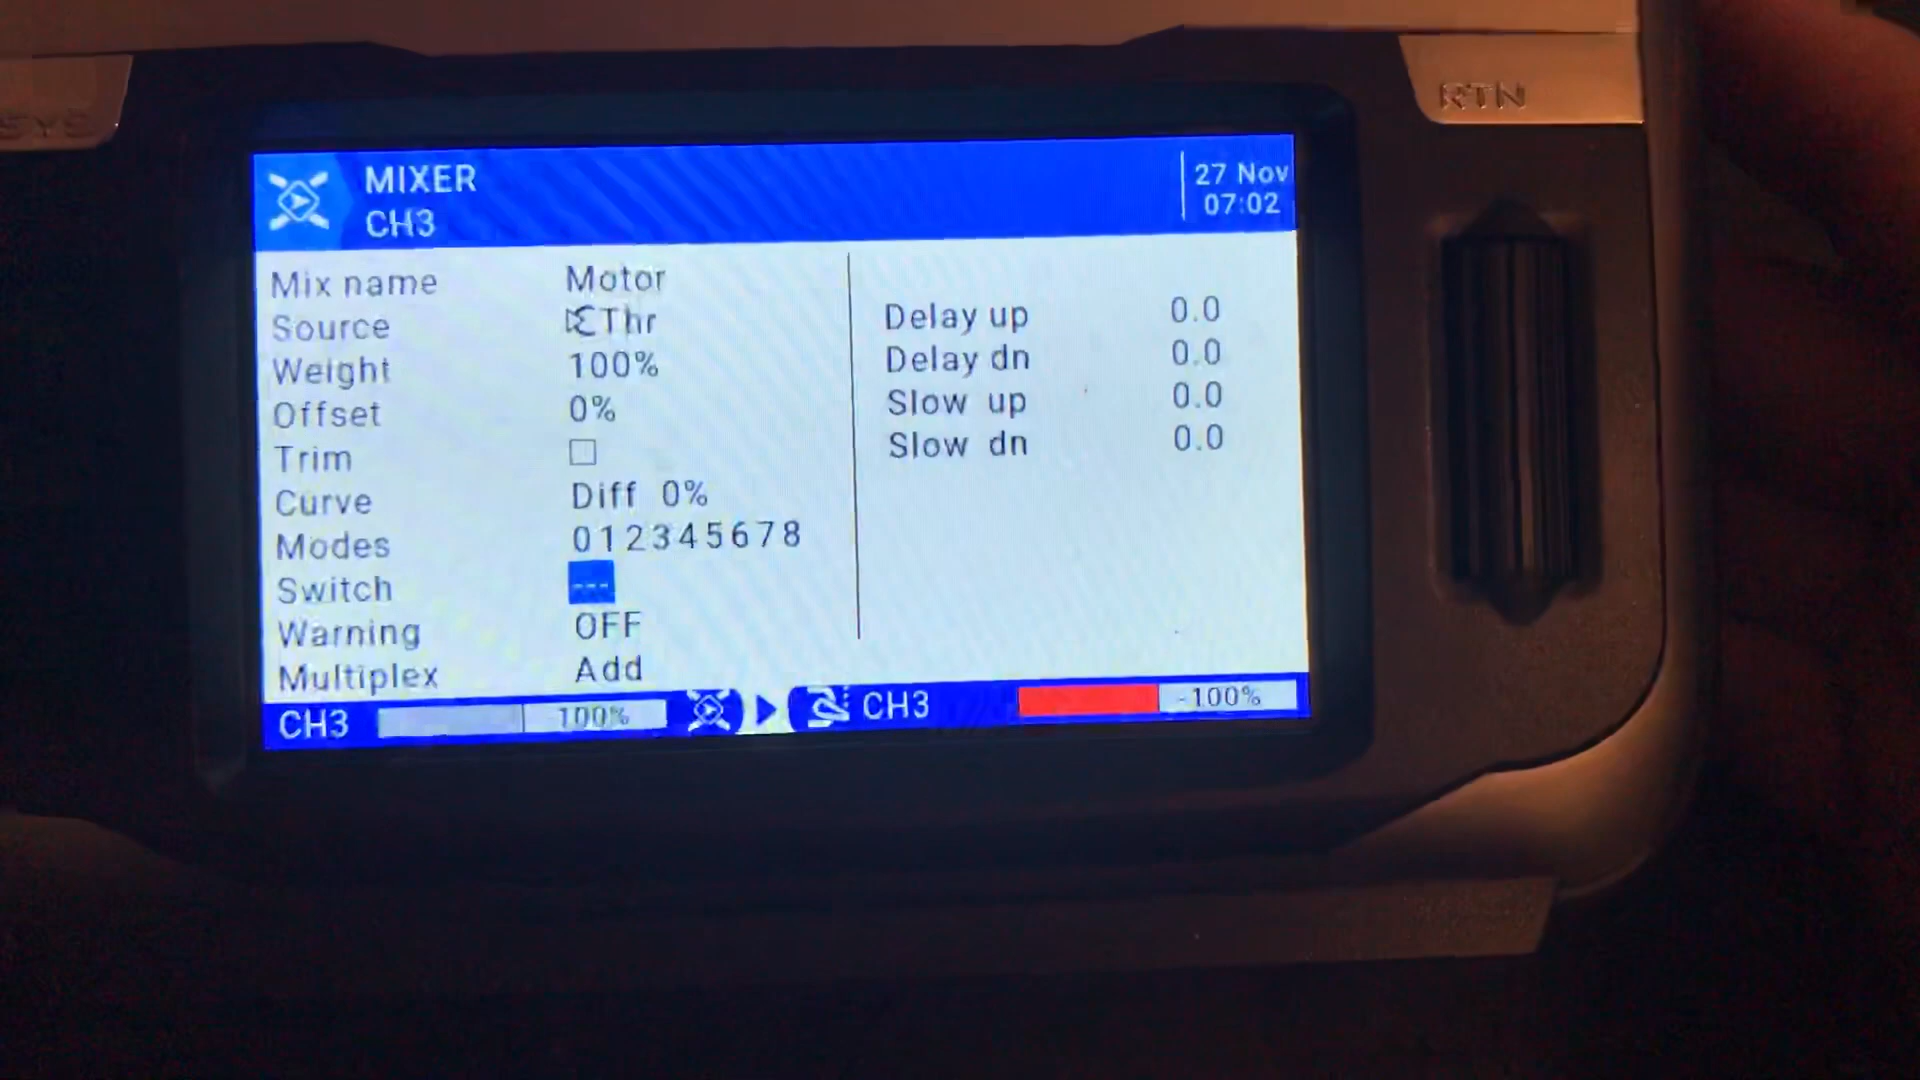 SYS
RTN
MIXER
CH3
27 Nov
07:02
Mix name Motor
Source Thr
Weight 100%
Offset 0%
Trim
Curve Diff 0%
Modes 012345678
Switch ---
Warning OFF
Multiplex Add
Delay up 0.0
Delay dn 0.0
Slow up 0.0
Slow dn 0.0
CH3 100% CH3 -100%